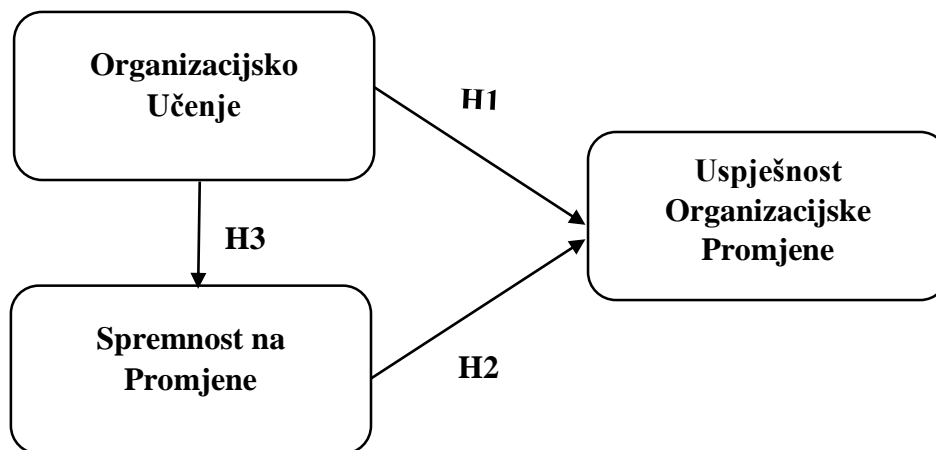 Organizacijsko
Učenje
H1
Uspješnost
Organizacijske
Promjene
H3
Spremnost na
Promjene
H2